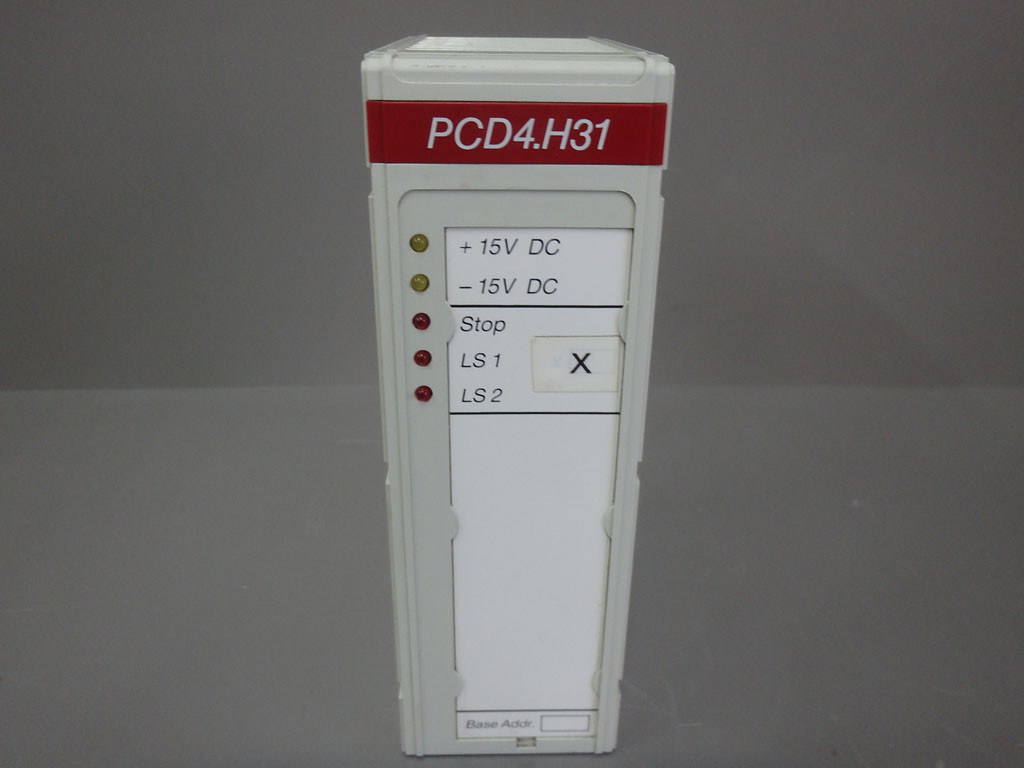 PCD4.H31
+ 15V DC
– 15V DC
Stop
LS 1
X
LS 2
Base Addr.